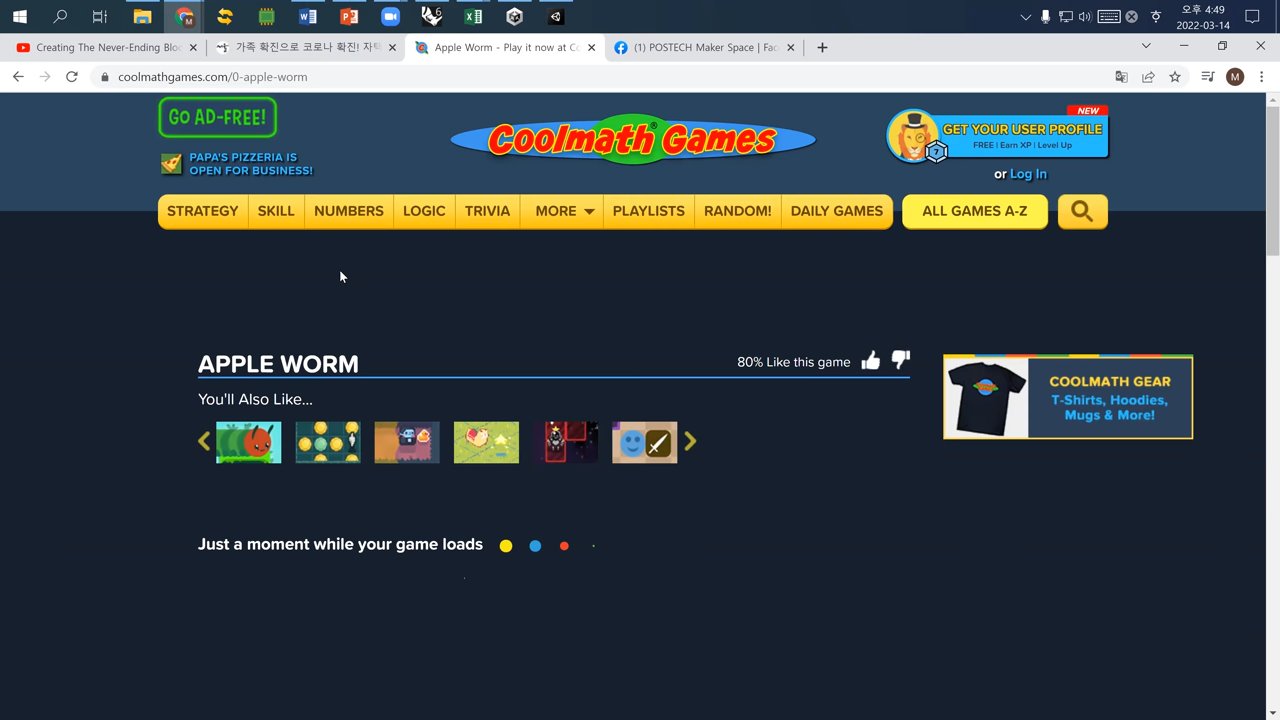 오후 4:49
2022-03-14
Creating The Never-Ending Bloo
가족 확진으로 코로나 확진! 자택
Apple Worm - Play it now at Co
(1) POSTECH Maker Space | Fac
coolmathgames.com/0-apple-worm
M
GO AD-FREE!
PAPA'S PIZZERIA IS
OPEN FOR BUSINESS!
Coolmath Games
NEW
GET YOUR USER PROFILE
FREE | Earn XP | Level Up
7
or Log In
STRATEGY SKILL NUMBERS LOGIC TRIVIA MORE PLAYLISTS RANDOM! DAILY GAMES ALL GAMES A-Z
APPLE WORM
80% Like this game
You'll Also Like...
COOLMATH GEAR
T-Shirts, Hoodies,
Mugs & More!
Just a moment while your game loads